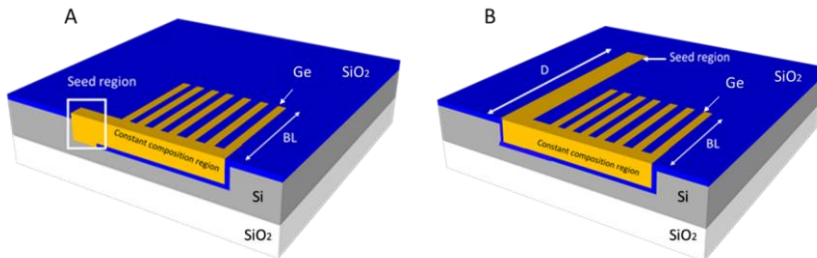 A
Seed region
Ge
SiO₂
BL
Constant composition region
Si
SiO₂
B
D
Seed region
SiO₂
Ge
BL
Constant composition region
Si
SiO₂